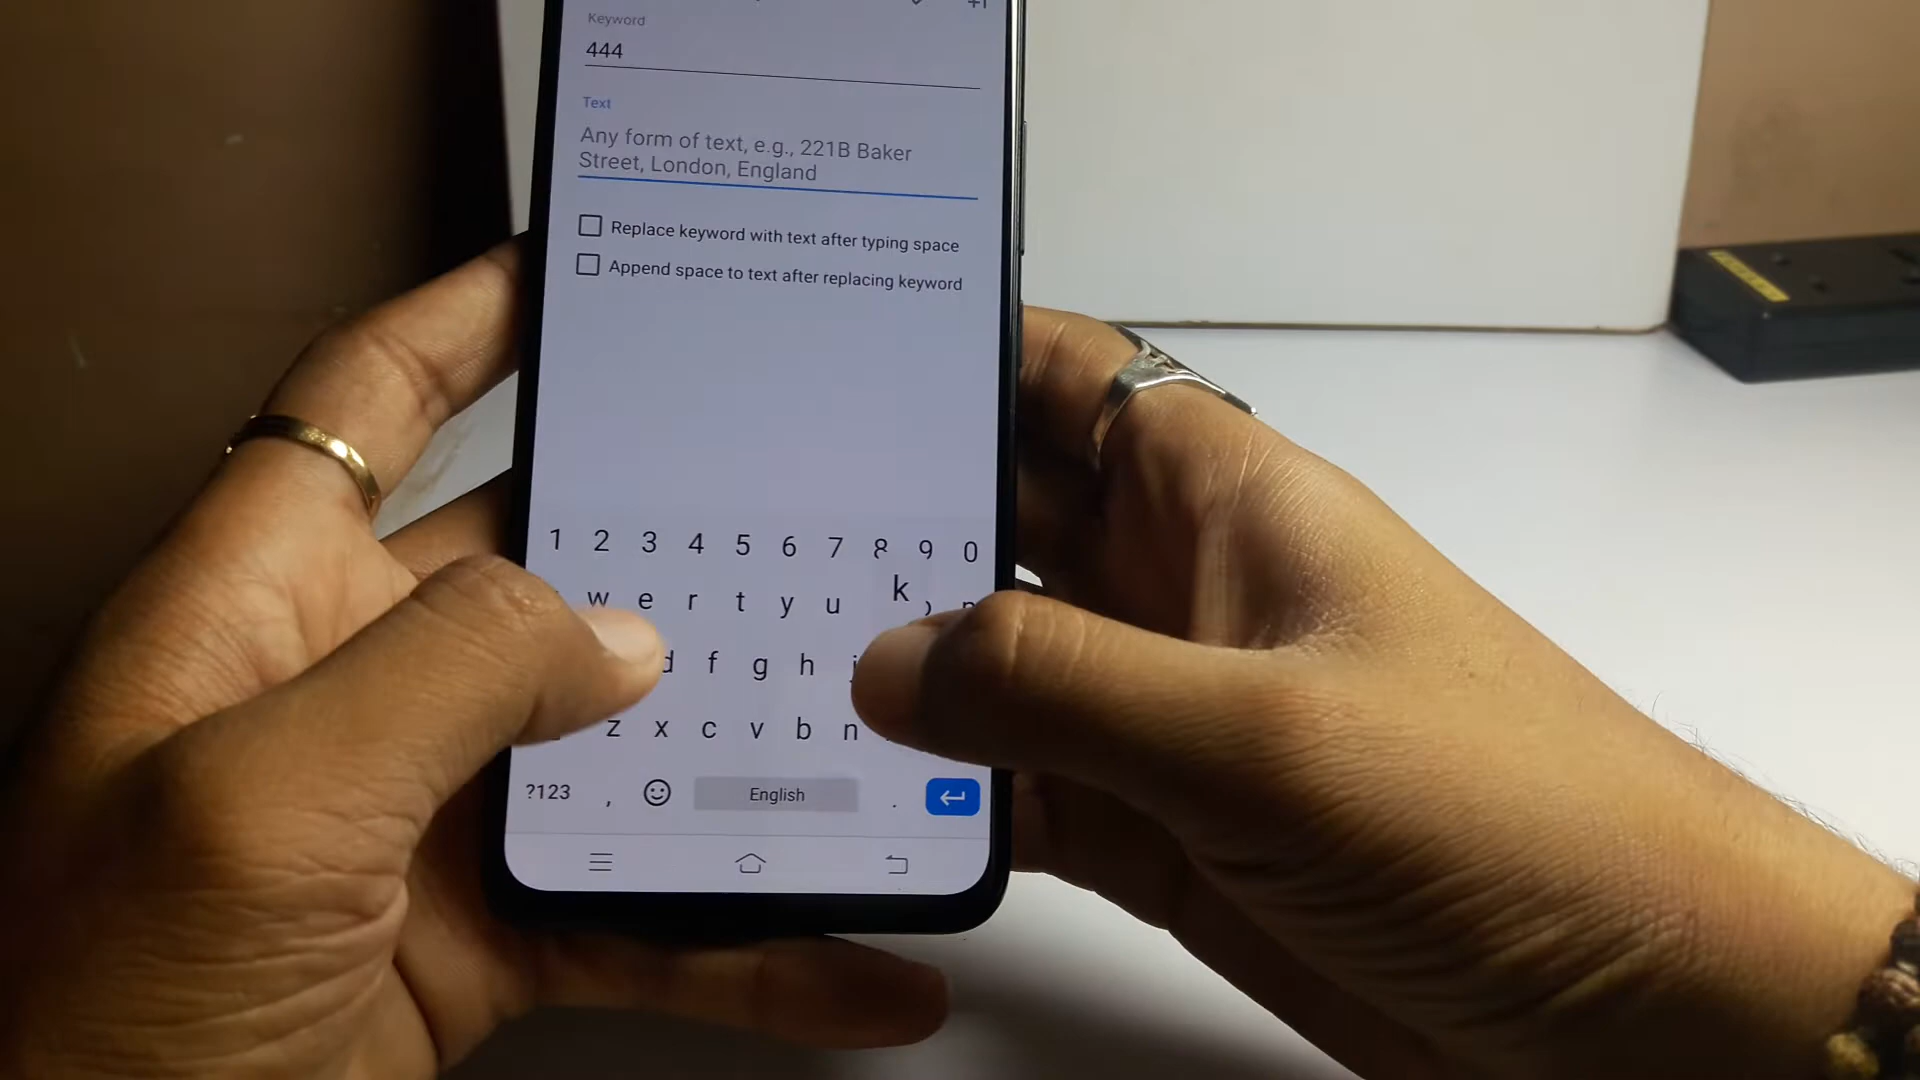 Keyword
444
Text
Any form of text, e.g., 221B Baker
Street, London, England
Replace keyword with text after typing space
Append space to text after replacing keyword
1 2 3 4 5 6 7 8 9 0
w e r t y u k
d f g h j
z x c v b n
?123 , English .